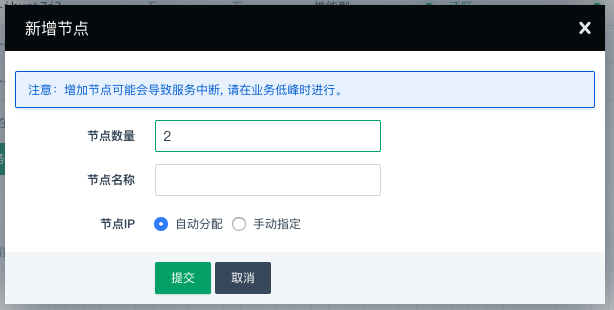 新增节点
注意：增加节点可能会导致服务中断, 请在业务低峰时进行。
节点数量 2
节点名称
节点IP 自动分配 手动指定
提交 取消